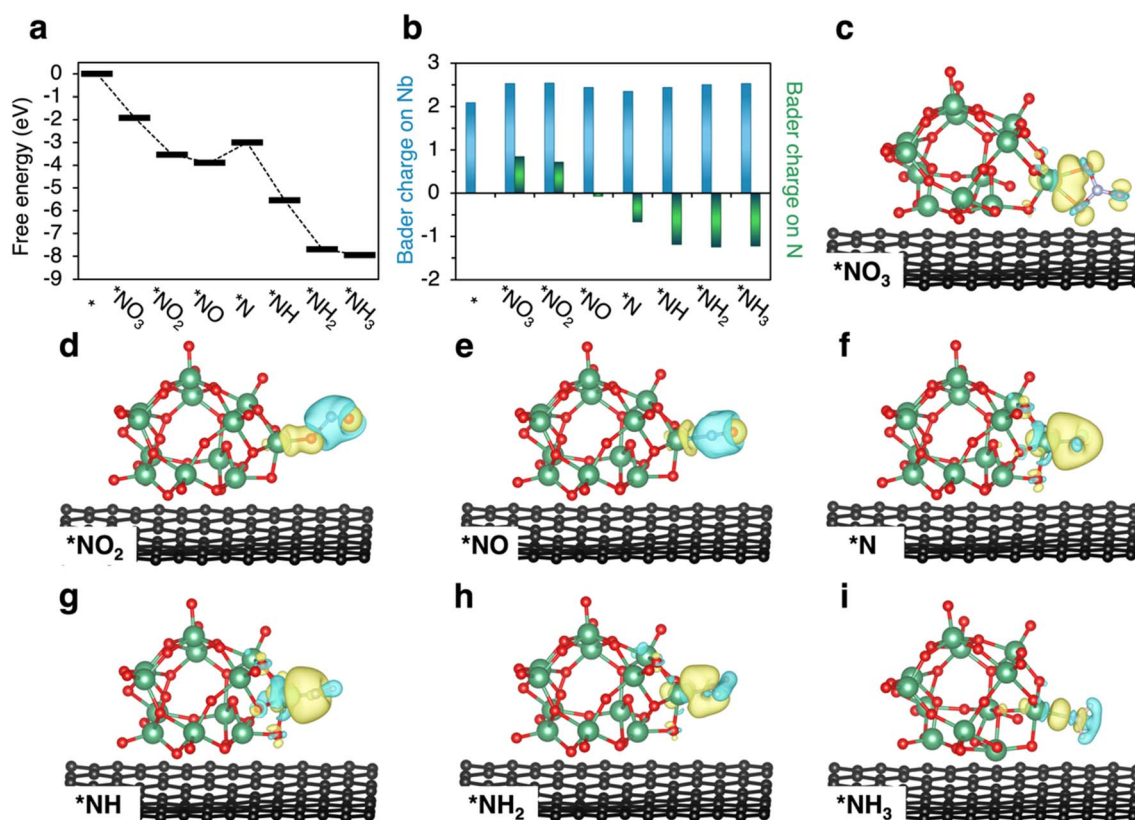 a
Free energy (eV)
0
-1
-2
-3
-4
-5
-6
-7
-8
-9
*
*NO₃
*NO₂
*NO
*N
*NH
*NH₂
*NH₃
b
Bader charge on Nb
3
2
1
0
-1
-2
Bader charge on N
*
*NO₃
*NO₂
*NO
*N
*NH
*NH₂
*NH₃
c
*NO₃
d
*NO₂
e
*NO
f
*N
g
*NH
h
*NH₂
i
*NH₃